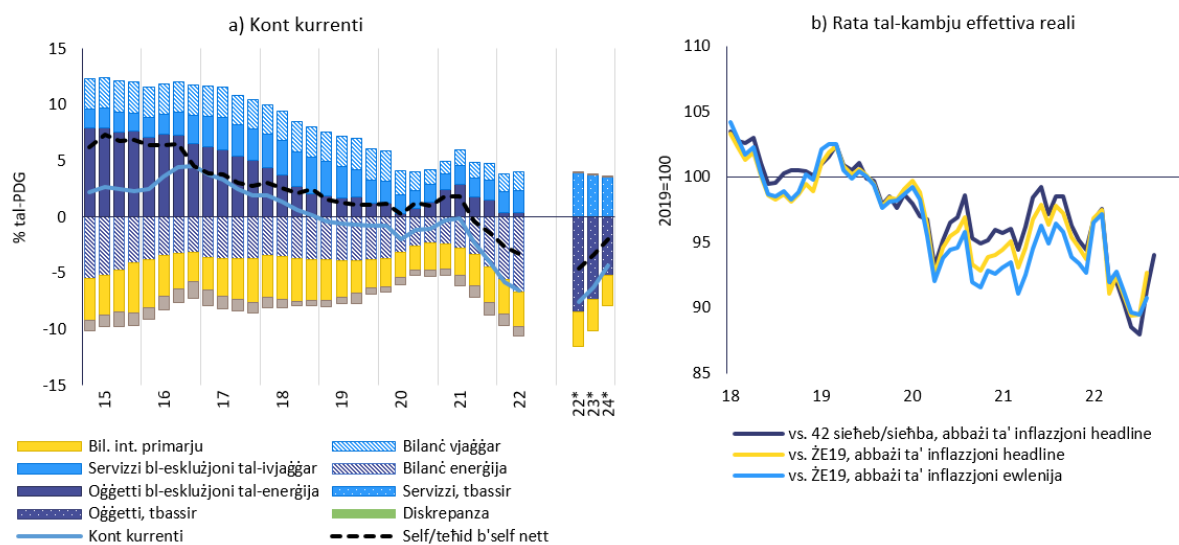 a) Kont kurrenti
% tal-PDG
15
10
5
0
-5
-10
-15
15
16
17
18
19
20
21
22
22*
23*
24*
Bil. int. primarju
Bilanċ vjaġġar
Servizzi bl-esklużjoni tal-ivjaġġar
Bilanċ enerġija
Oġġetti bl-esklużjoni tal-enerġija
Servizzi, tbassir
Oġġetti, tbassir
Diskrepanza
Kont kurrenti
Self/teħid b'self nett
b) Rata tal-kambju effettiva reali
2019=100
110
105
100
95
90
85
18
19
20
21
22
vs. 42 sieħeb/sieħba, abbażi ta' inflazzjoni headline
vs. ŻE19, abbażi ta' inflazzjoni headline
vs. ŻE19, abbażi ta' inflazzjoni ewlenija